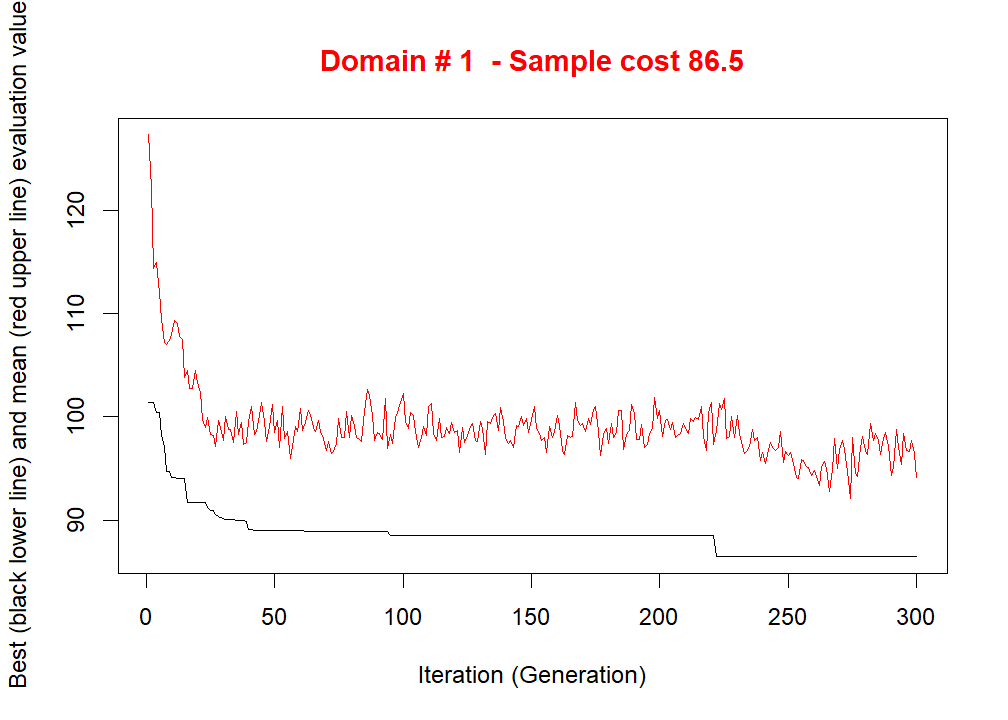 Domain # 1  - Sample cost 86.5
Best (black lower line) and mean (red upper line) evaluation value
120
110
100
90
0 50 100 150 200 250 300
Iteration (Generation)